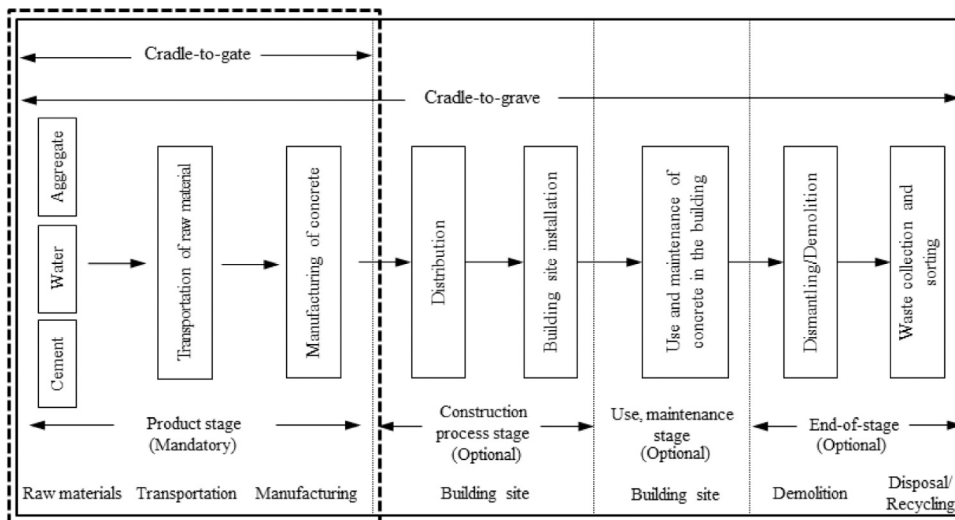 Cradle-to-gate
Cradle-to-grave
Aggregate
Water
Cement
Transportation of raw material
Manufacturing of concrete
Distribution
Building site installation
Use and maintenance of
concrete in the building
Dismantling/Demolition
Waste collection and
sorting
Product stage
(Mandatory)
Construction
process stage
(Optional)
Use, maintenance
stage
(Optional)
End-of-stage
(Optional)
Raw materials
Transportation
Manufacturing
Building site
Building site
Demolition
Disposal/
Recycling